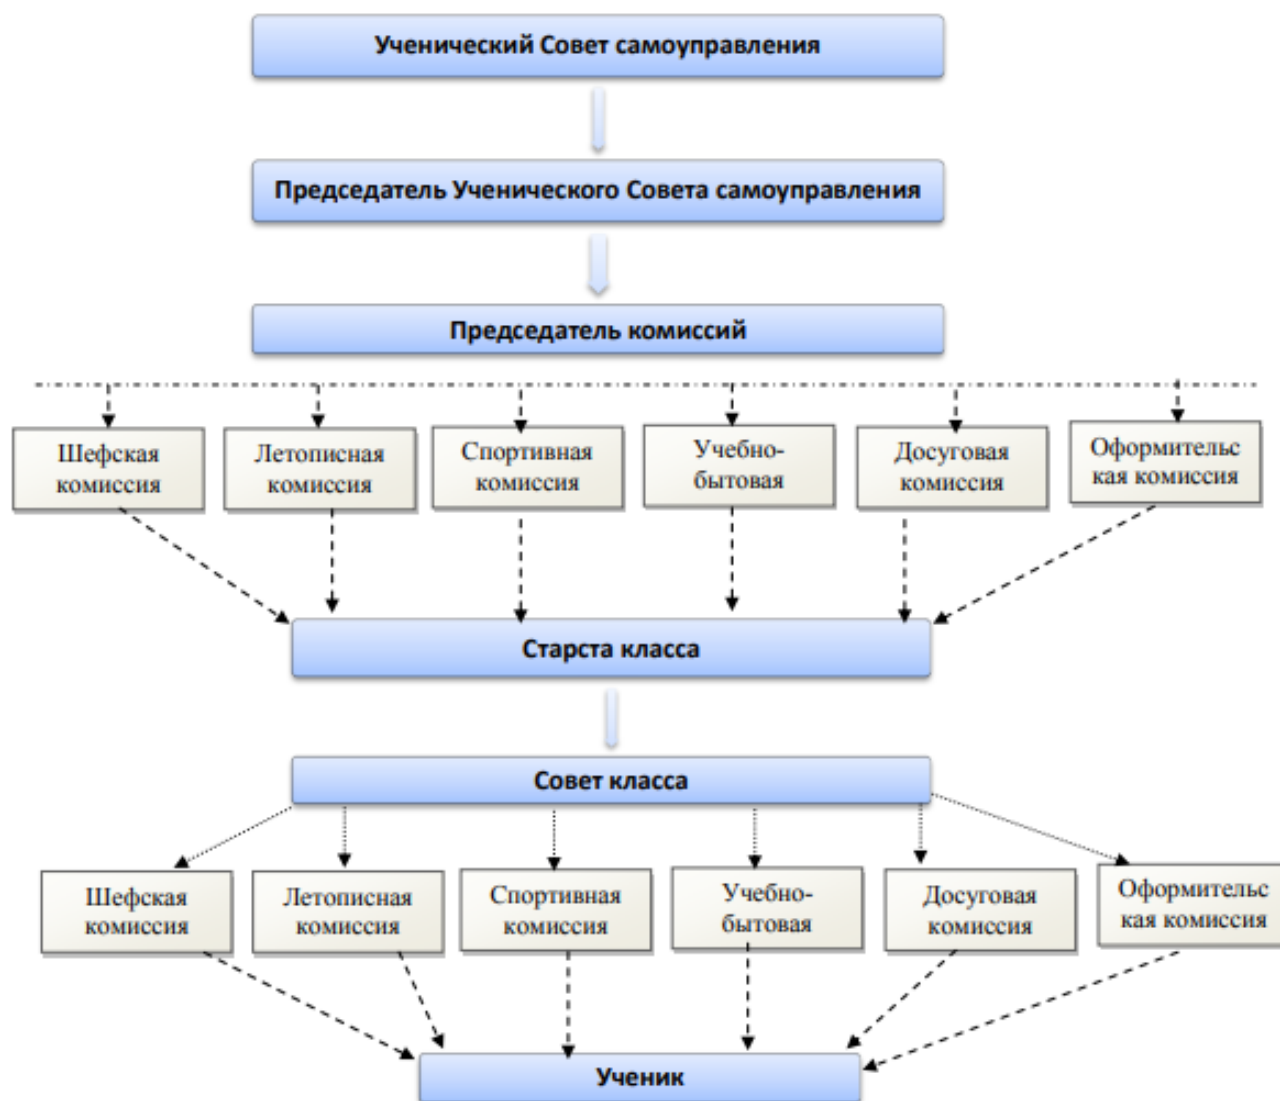 Ученический Совет самоуправления
Председатель Ученического Совета самоуправления
Председатель комиссий
Шефская
комиссия
Летописная
комиссия
Спортивная
комиссия
Учебно-
бытовая
Досуговая
комиссия
Оформительс
кая комиссия
Старста класса
Совет класса
Шефская
комиссия
Летописная
комиссия
Спортивная
комиссия
Учебно-
бытовая
Досуговая
комиссия
Оформительс
кая комиссия
Ученик